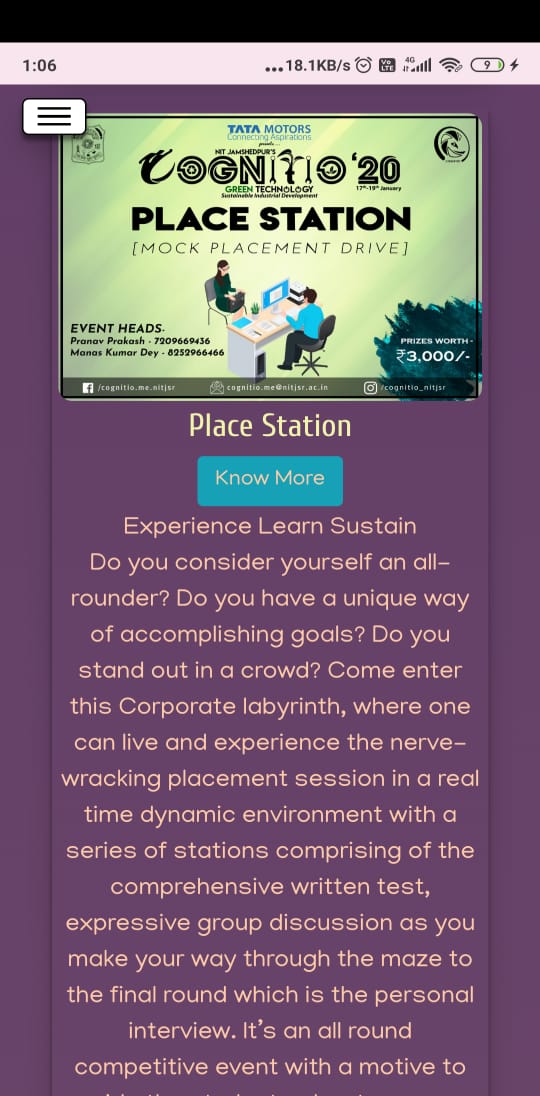 1:06
...18.1KB/s
Vo
LTE
4G
9
TATA MOTORS
Connecting Aspirations
presents...
NIT JAMSHEDPUR'S
COGNITIO '20
GREEN TECHNOLOGY
17th-19th January
Sustainable Industrial Development
PLACE STATION
[MOCK PLACEMENT DRIVE]
EVENT HEADS-
Pranav Prakash - 7209669436
Manas Kumar Dey - 8252966466
PRIZES WORTH -
₹3,000/-
/cognitio.me.nitjsr
cognitio.me@nitjsr.ac.in
/cognitio_nitjsr
Place Station
Know More
Experience Learn Sustain
Do you consider yourself an all-
rounder? Do you have a unique way
of accomplishing goals? Do you
stand out in a crowd? Come enter
this Corporate labyrinth, where one
can live and experience the nerve-
wracking placement session in a real
time dynamic environment with a
series of stations comprising of the
comprehensive written test,
expressive group discussion as you
make your way through the maze to
the final round which is the personal
interview. It's an all round
competitive event with a motive to